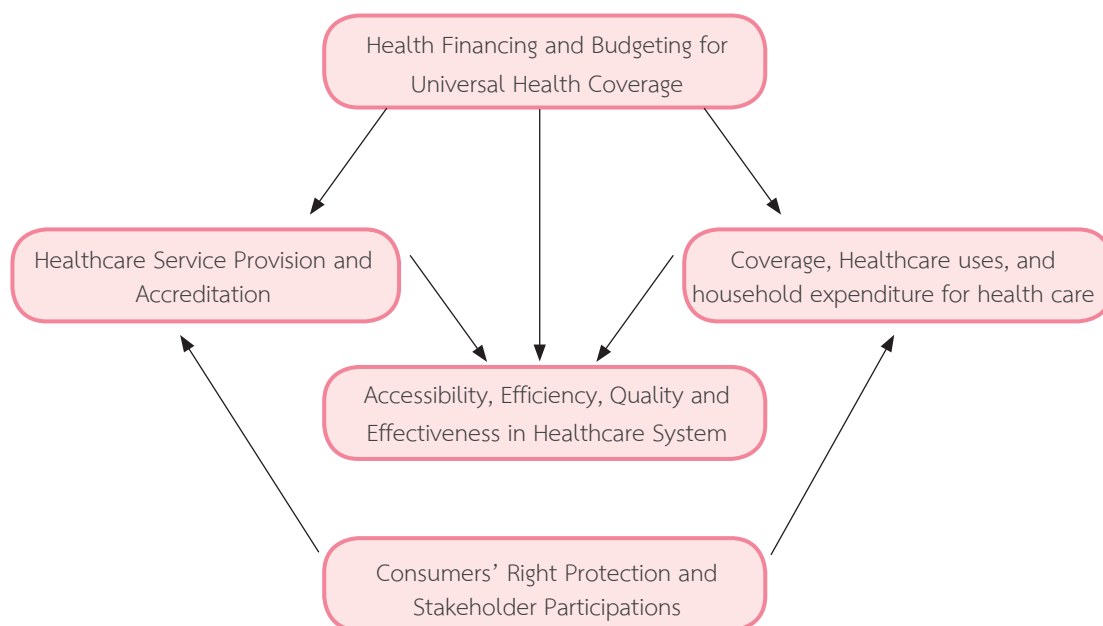 Health Financing and Budgeting for
Universal Health Coverage
Healthcare Service Provision and
Accreditation
Coverage, Healthcare uses, and
household expenditure for health care
Accessibility, Efficiency, Quality and
Effectiveness in Healthcare System
Consumers’ Right Protection and
Stakeholder Participations